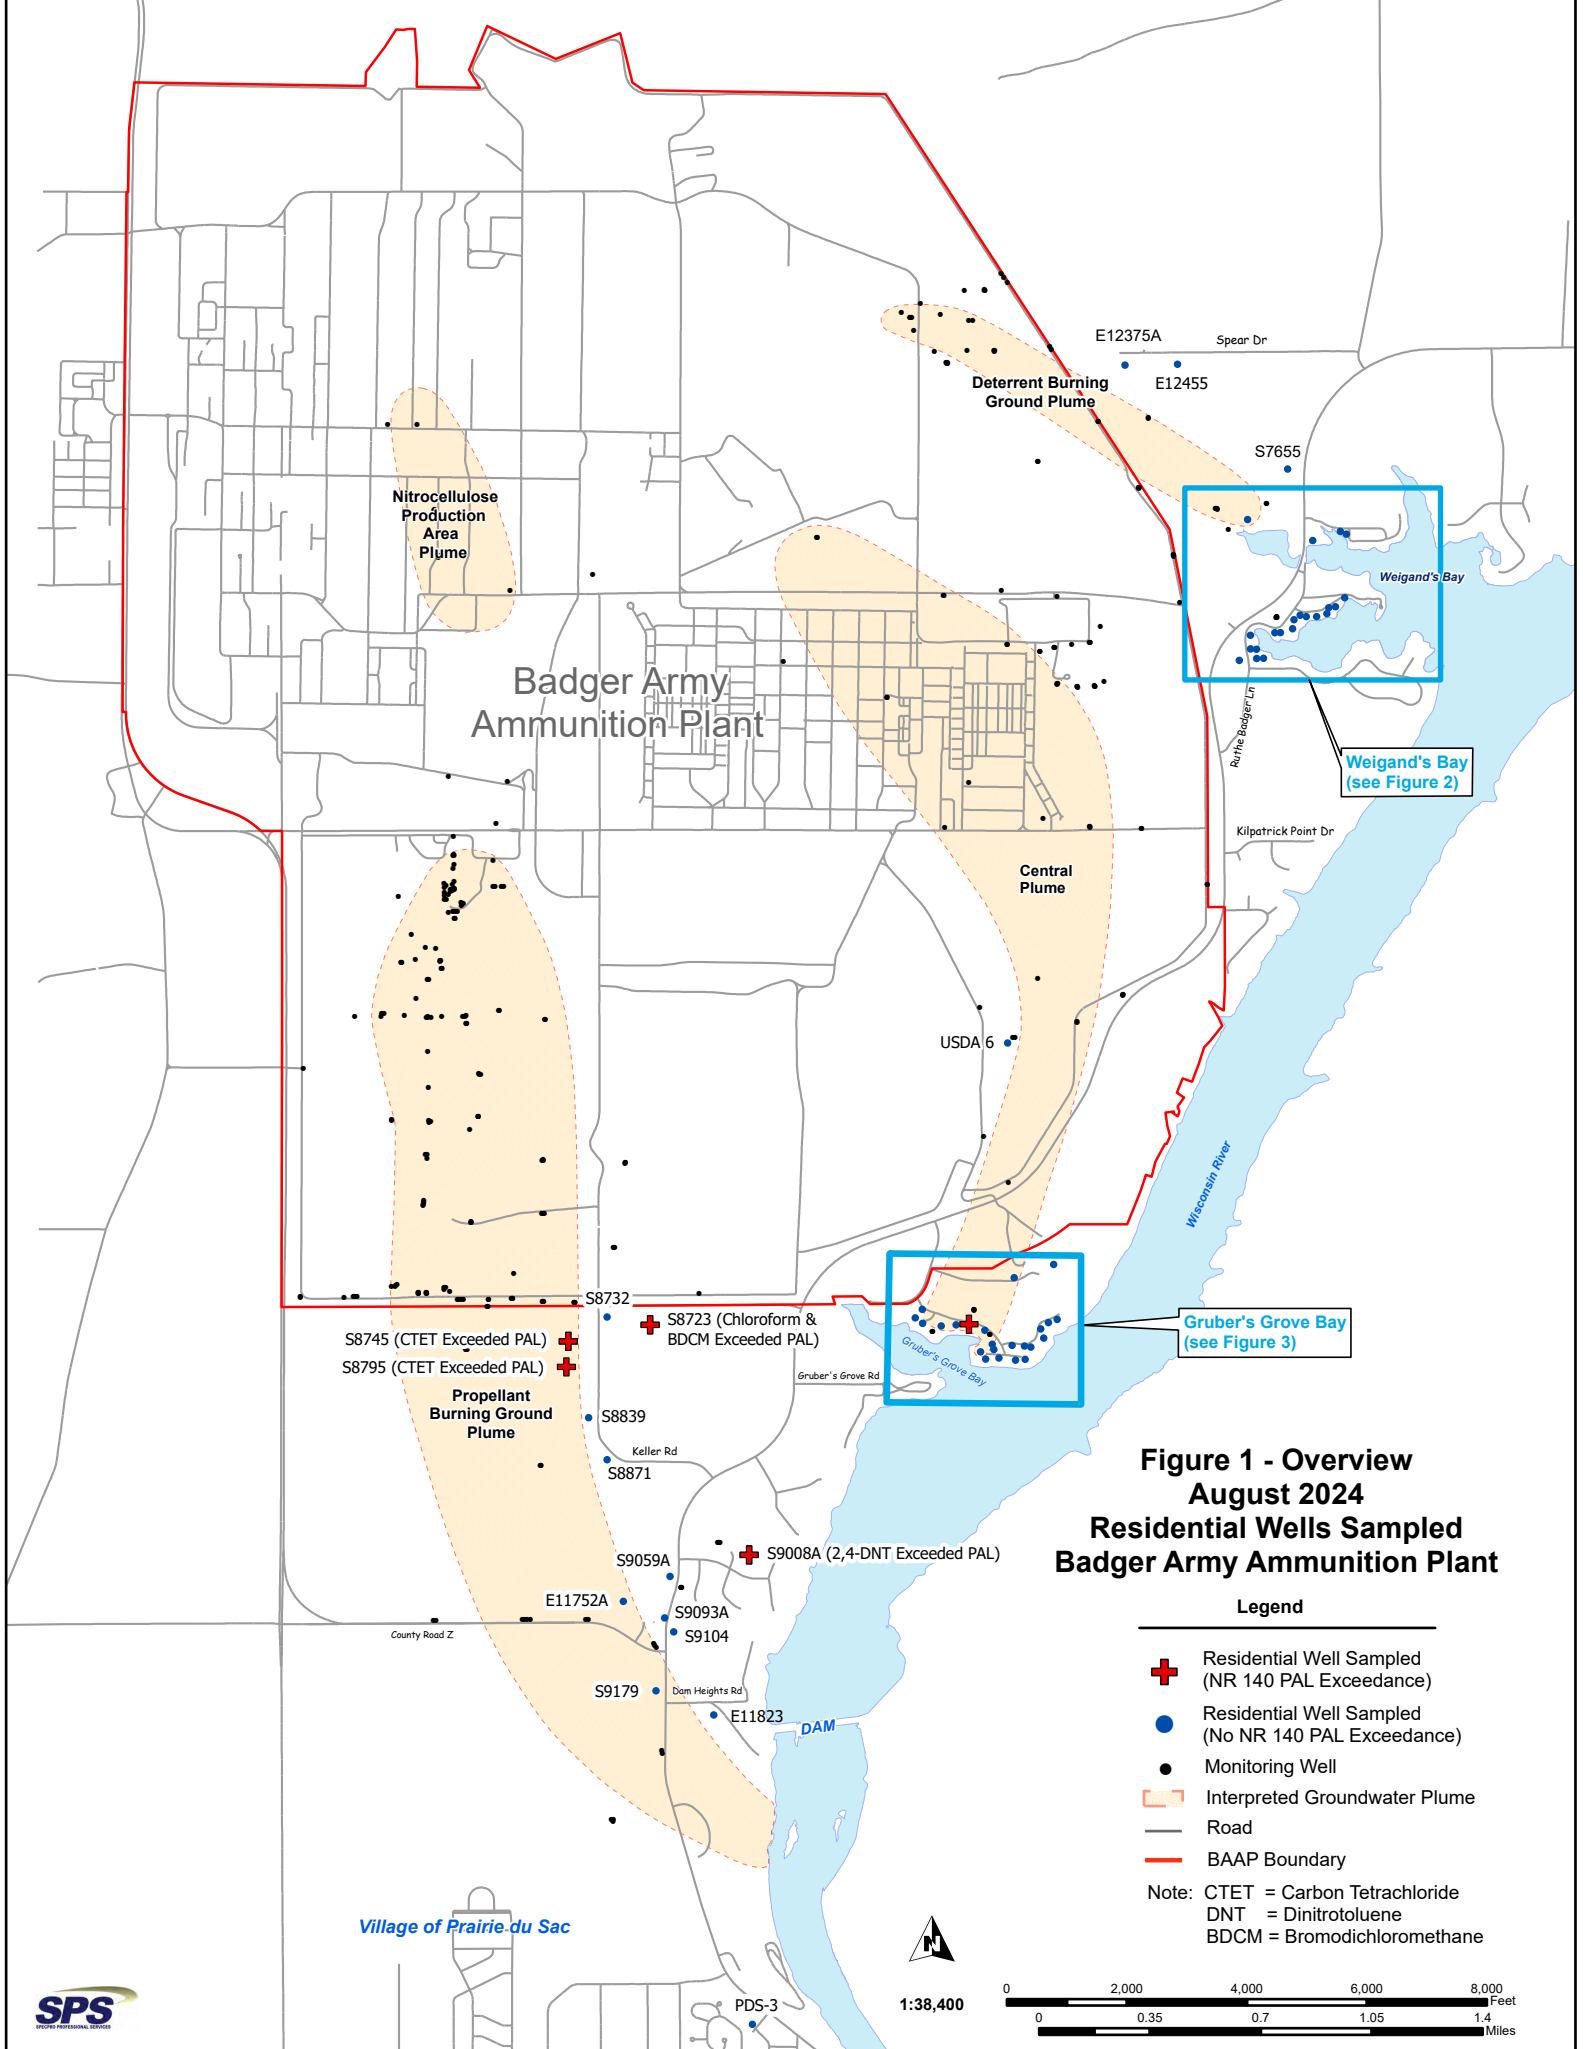 E12375A
Spear Dr
E12455
Deterrent Burning
Ground Plume
S7655
Nitrocellulose
Production
Area
Plume
Weigand's Bay
Badger Army
Ammunition Plant
Ruthe Badger Ln
Weigand's Bay
(see Figure 2)
Kilpatrick Point Dr
Central
Plume
USDA 6
Wisconsin River
S8732
S8723 (Chloroform &
BDCM Exceeded PAL)
S8745 (CTET Exceeded PAL)
S8795 (CTET Exceeded PAL)
Gruber's Grove Bay
Gruber's Grove Bay
(see Figure 3)
Gruber's Grove Rd
Propellant
Burning Ground
Plume
S8839
Keller Rd
S8871
Figure 1 - Overview
August 2024
Residential Wells Sampled
Badger Army Ammunition Plant
S9008A (2,4-DNT Exceeded PAL)
S9059A
E11752A
S9093A
S9104
County Road Z
S9179
Dam Heights Rd
E11823
DAM
Legend
Residential Well Sampled
(NR 140 PAL Exceedance)
Residential Well Sampled
(No NR 140 PAL Exceedance)
Monitoring Well
Interpreted Groundwater Plume
Road
BAAP Boundary
Note: CTET = Carbon Tetrachloride
DNT = Dinitrotoluene
BDCM = Bromodichloromethane
Village of Prairie du Sac
N
1:38,400
0 2,000 4,000 6,000 8,000
Feet
0 0.35 0.7 1.05 1.4
Miles
PDS-3
SPS
SPECPRO PROFESSIONAL SERVICES